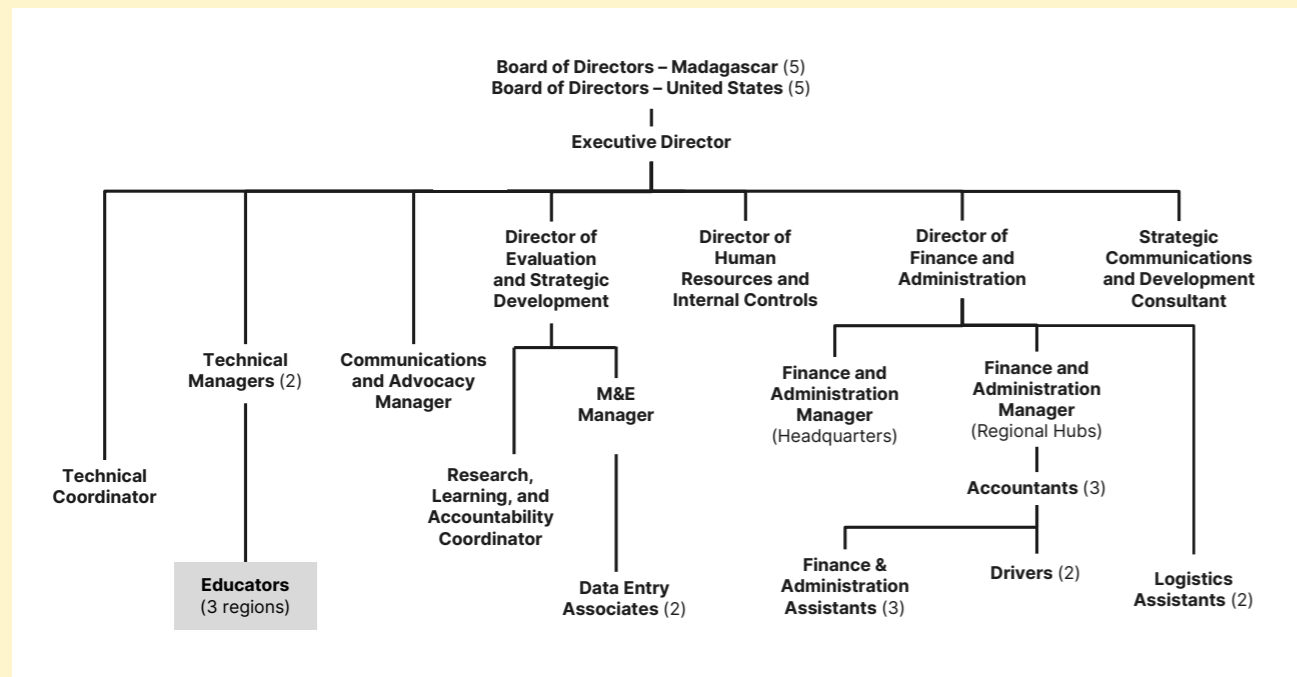 Board of Directors – Madagascar (5)
Board of Directors – United States (5)
Executive Director
Director of
Evaluation
and Strategic
Development
Director of
Human
Resources and
Internal Controls
Director of
Finance and
Administration
Strategic
Communications
and Development
Consultant
Technical
Managers (2)
Communications
and Advocacy
Manager
M&E
Manager
Finance and
Administration
Manager
(Headquarters)
Finance and
Administration
Manager
(Regional Hubs)
Technical
Coordinator
Research,
Learning, and
Accountability
Coordinator
Accountants (3)
Educators
(3 regions)
Data Entry
Associates (2)
Finance &
Administration
Assistants (3)
Drivers (2)
Logistics
Assistants (2)